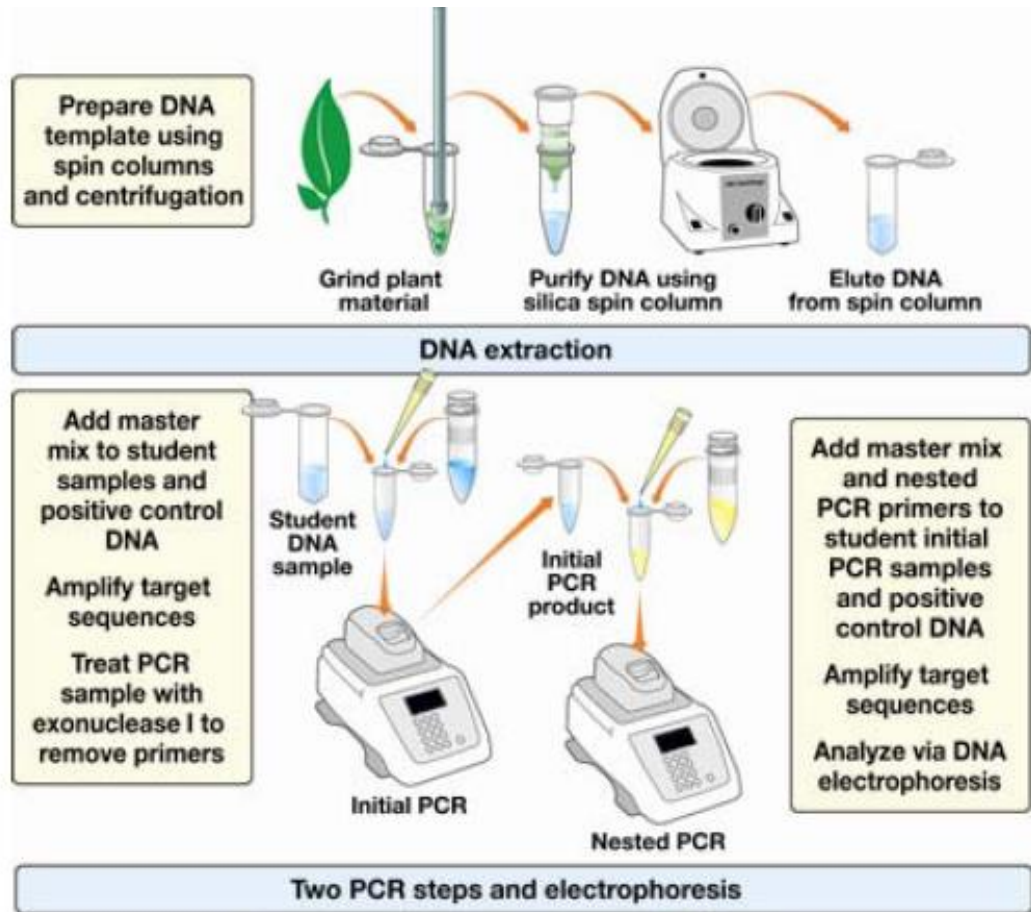 Prepare DNA
template using
spin columns
and centrifugation
Grind plant
material
Purify DNA using
silica spin column
Elute DNA
from spin column
DNA extraction
Add master
mix to student
samples and
positive control
DNA
Amplify target
sequences
Treat PCR
sample with
exonuclease I to
remove primers
Student
DNA
sample
Initial PCR
Initial
PCR
product
Nested PCR
Add master mix
and nested
PCR primers to
student initial
PCR samples
and positive
control DNA
Amplify target
sequences
Analyze via DNA
electrophoresis
Two PCR steps and electrophoresis